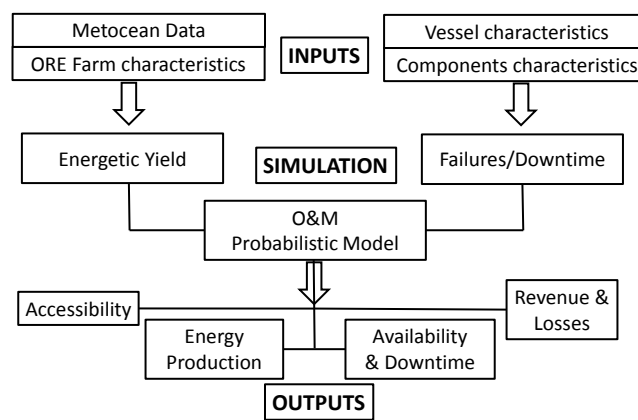 Metocean Data
ORE Farm characteristics
INPUTS
Vessel characteristics
Components characteristics
Energetic Yield
SIMULATION
Failures/Downtime
O&M
Probabilistic Model
Accessibility
Revenue &
Losses
Energy
Production
Availability
& Downtime
OUTPUTS